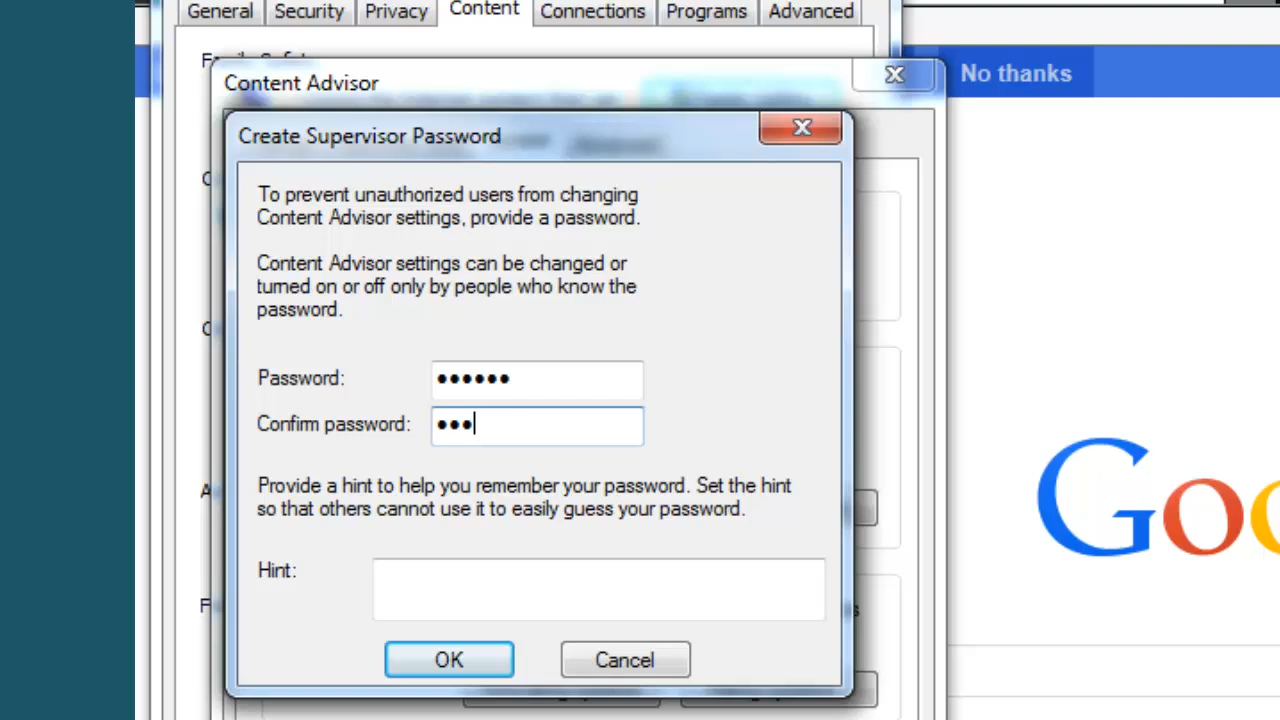 General Security Privacy Content Connections Programs Advanced
No thanks
Content Advisor
Create Supervisor Password
To prevent unauthorized users from changing
Content Advisor settings, provide a password.
Content Advisor settings can be changed or
turned on or off only by people who know the
password.
Password: ●●●●●●
Confirm password: ●●●
Provide a hint to help you remember your password. Set the hint
so that others cannot use it to easily guess your password.
Hint:
OK Cancel
Goo